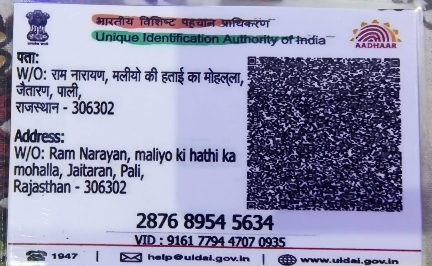 भारतीय विशिष्ट पहचान प्राधिकरण
Unique Identification Authority of India
AADHAAR
पता:
W/O: राम नारायण, मलीयो की हताई का मोहल्ला,
जैतारण, पाली,
राजस्थान - 306302
Address:
W/O: Ram Narayan, maliyo ki hathi ka
mohalla, Jaitaran, Pali,
Rajasthan - 306302
2876 8954 5634
VID : 9161 7794 4707 0935
1947 | help@uidai.gov.in | www.uidai.gov.in